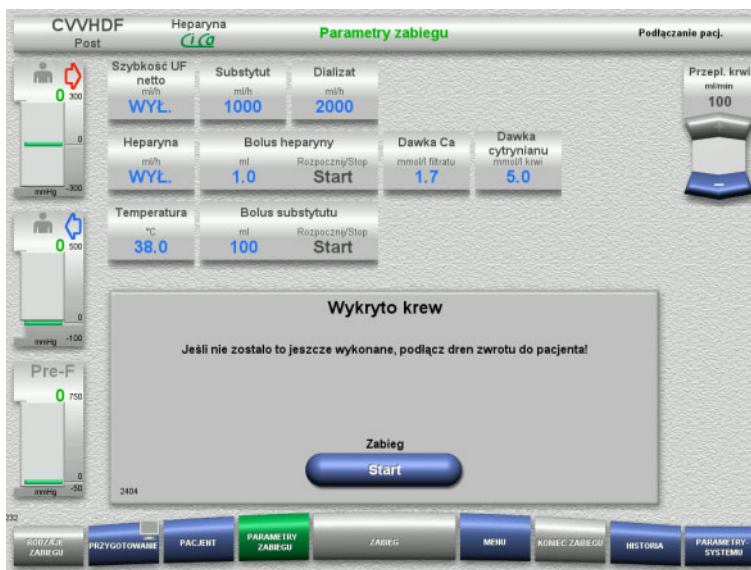 CVVHDF
Post
Heparyna
CiCa
Parametry zabiegu
Podłączanie pacj.
0
300
0
mmHg
-300
Szybkość UF
netto
ml/h
WYŁ.
Substytut
ml/h
1000
Dializat
ml/h
2000
Przepł. krwi
ml/min
100
Heparyna
ml/h
WYŁ.
Bolus heparyny
ml
Rozpocznij/Stop
1.0
Start
Dawka Ca
mmol/l filtratu
1.7
Dawka
cytrynianu
mmol/l krwi
5.0
Temperatura
°C
38.0
Bolus substytutu
ml
Rozpocznij/Stop
100
Start
0
500
0
mmHg
-100
Pre-F
0
750
0
mmHg
-50
Wykryto krew
Jeśli nie zostało to jeszcze wykonane, podłącz dren zwrotu do pacjenta!
Zabieg
Start
2404
232
RODZAJE
ZABIEGU
PRZYGOTOWANIE
PACJENT
PARAMETRY
ZABIEGU
ZABIEG
MENU
KONIEC ZABIEGU
HISTORIA
PARAMETRY-
SYSTEMU